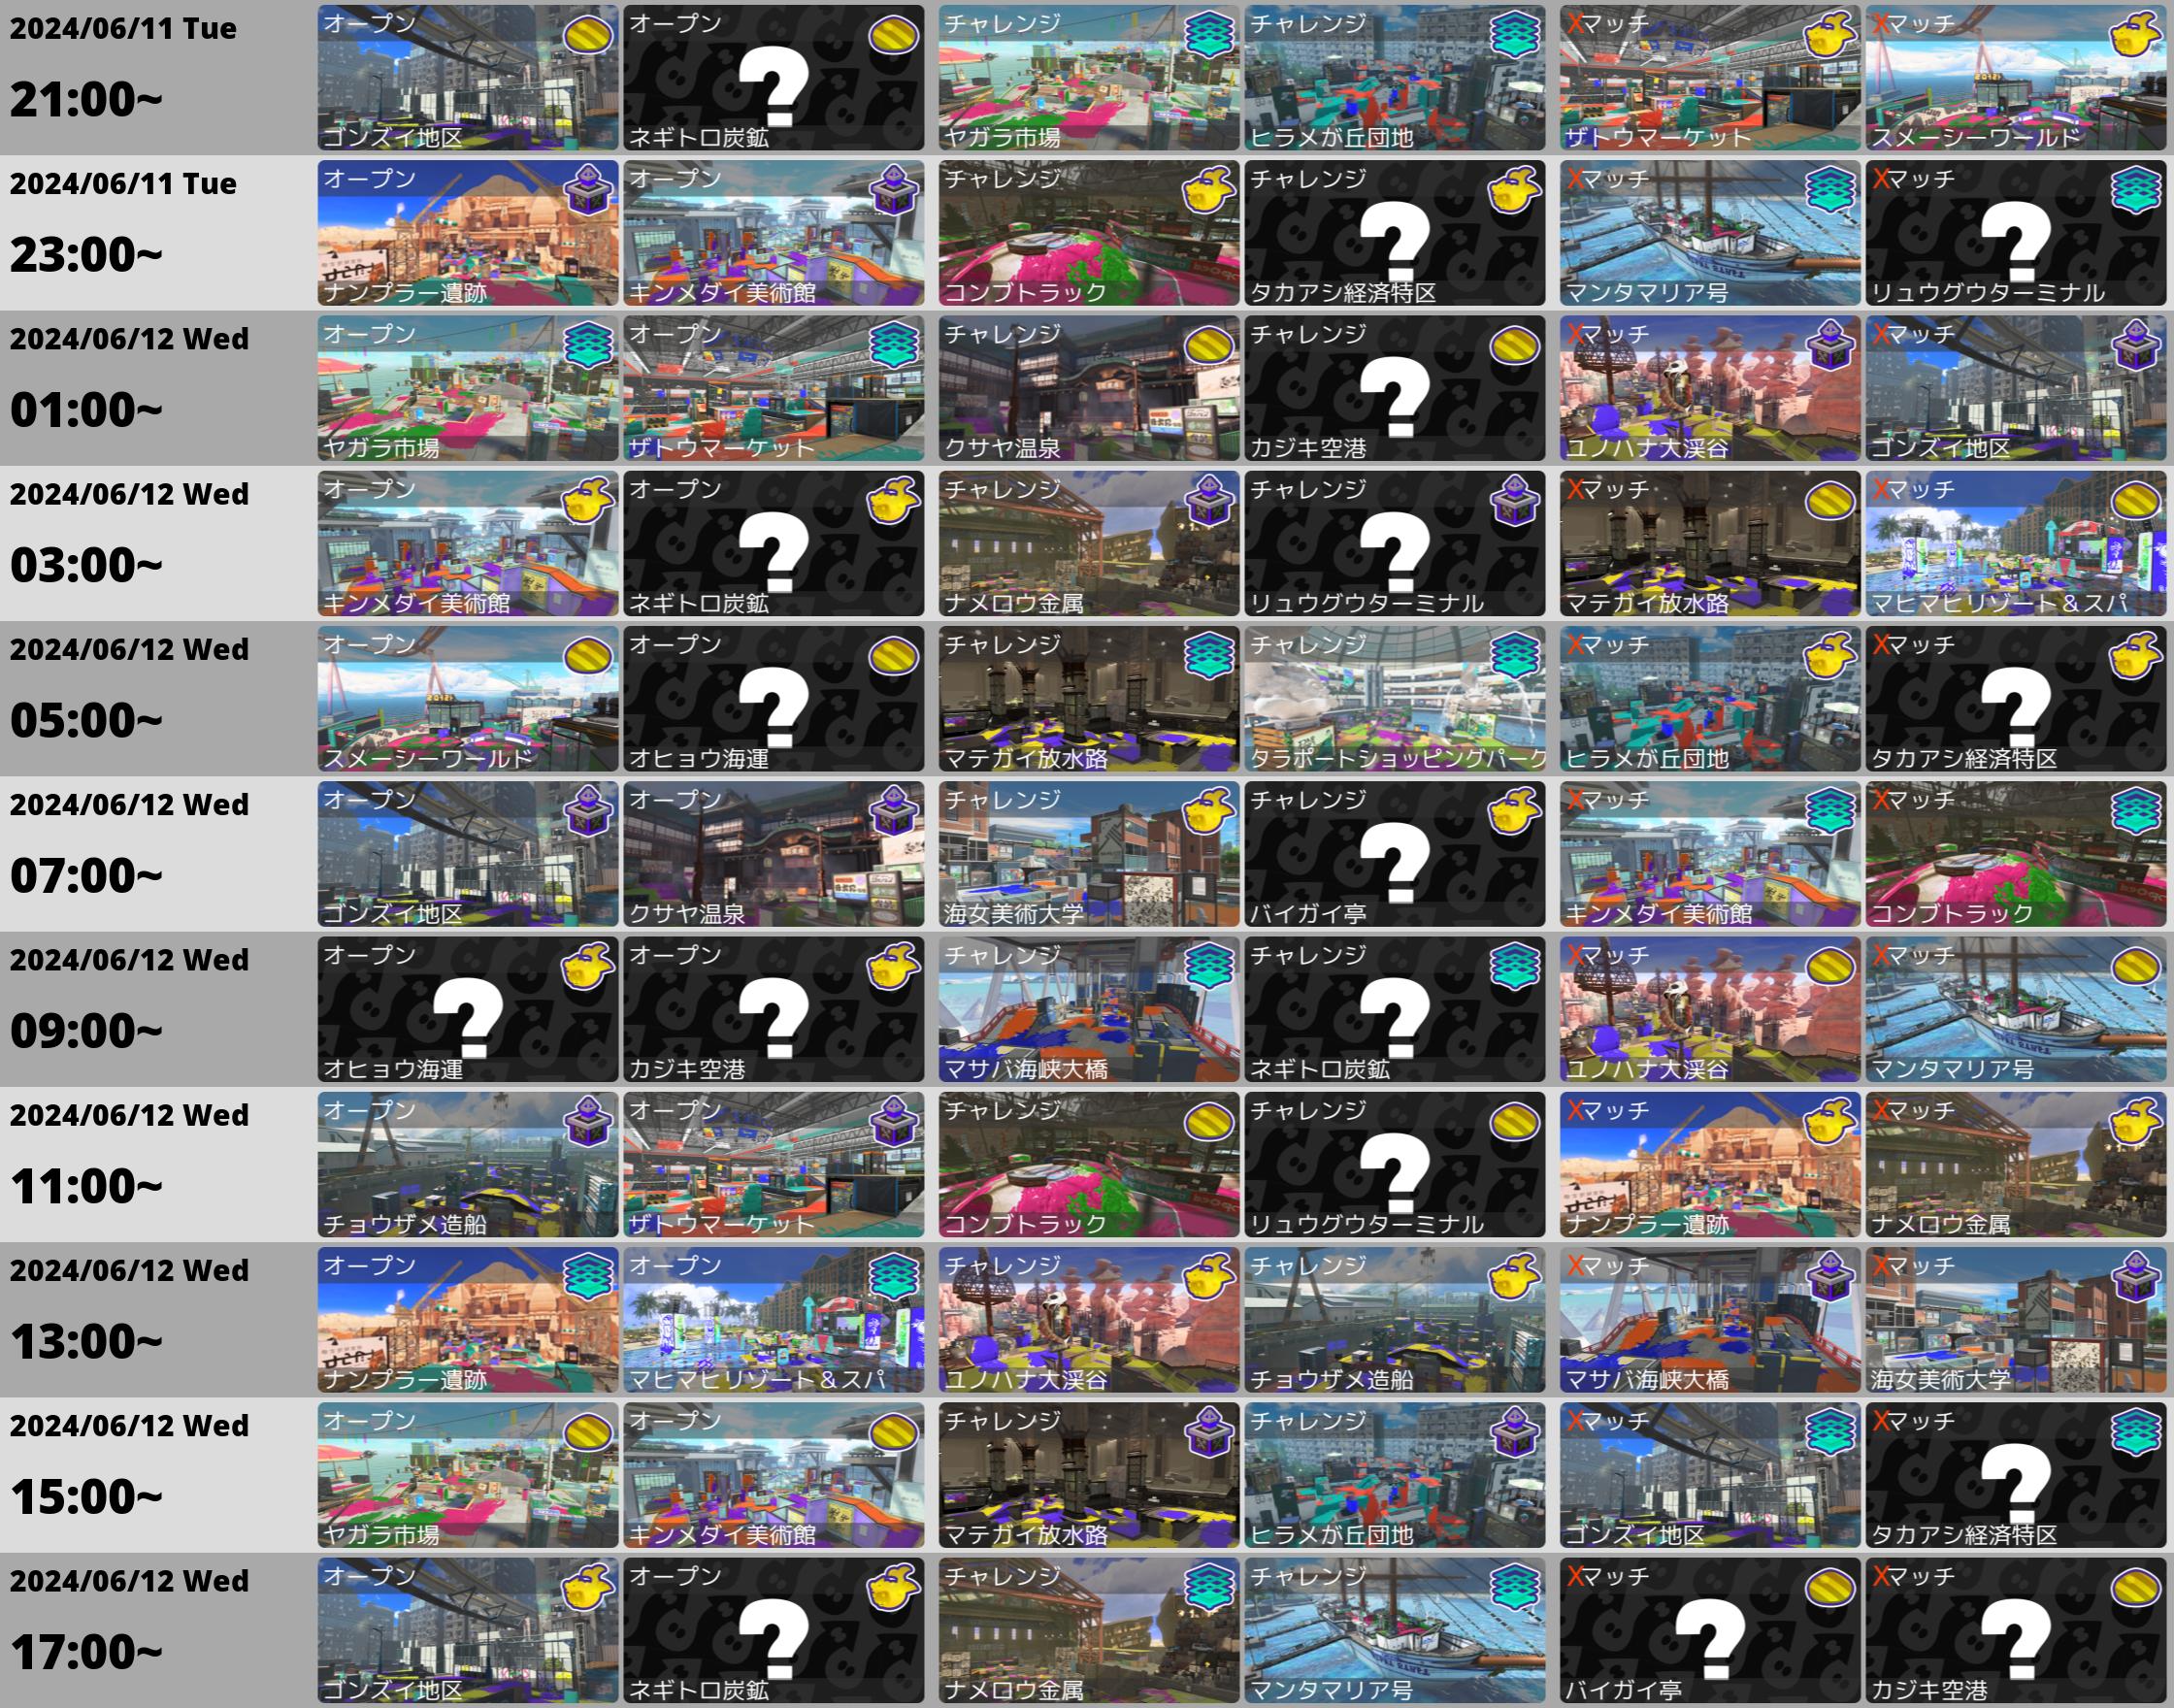 2024/06/11 Tue
21:00~
オープン
ゴンズイ地区
オープン
ネギトロ炭鉱
チャレンジ
ヤガラ市場
チャレンジ
ヒラメが丘団地
Xマッチ
ザトウマーケット
Xマッチ
スメーシーワールド
2024/06/11 Tue
23:00~
オープン
ナンプラー遺跡
オープン
キンメダイ美術館
チャレンジ
コンブトラック
チャレンジ
タカアシ経済特区
Xマッチ
マンタマリア号
Xマッチ
リュウグウターミナル
2024/06/12 Wed
01:00~
オープン
ヤガラ市場
オープン
ザトウマーケット
チャレンジ
クサヤ温泉
チャレンジ
カジキ空港
Xマッチ
ユノハナ大渓谷
Xマッチ
ゴンズイ地区
2024/06/12 Wed
03:00~
オープン
キンメダイ美術館
オープン
ネギトロ炭鉱
チャレンジ
ナメロウ金属
チャレンジ
リュウグウターミナル
Xマッチ
マテガイ放水路
Xマッチ
マヒマヒリゾート＆スパ
2024/06/12 Wed
05:00~
オープン
スメーシーワールド
オープン
オヒョウ海運
チャレンジ
マテガイ放水路
チャレンジ
タラポートショッピングパーク
Xマッチ
ヒラメが丘団地
Xマッチ
タカアシ経済特区
2024/06/12 Wed
07:00~
オープン
ゴンズイ地区
オープン
クサヤ温泉
チャレンジ
海女美術大学
チャレンジ
バイガイ亭
Xマッチ
キンメダイ美術館
Xマッチ
コンブトラック
2024/06/12 Wed
09:00~
オープン
オヒョウ海運
オープン
カジキ空港
チャレンジ
マサバ海峡大橋
チャレンジ
ネギトロ炭鉱
Xマッチ
ユノハナ大渓谷
Xマッチ
マンタマリア号
2024/06/12 Wed
11:00~
オープン
チョウザメ造船
オープン
ザトウマーケット
チャレンジ
コンブトラック
チャレンジ
リュウグウターミナル
Xマッチ
ナンプラー遺跡
Xマッチ
ナメロウ金属
2024/06/12 Wed
13:00~
オープン
ナンプラー遺跡
オープン
マヒマヒリゾート＆スパ
チャレンジ
ユノハナ大渓谷
チャレンジ
チョウザメ造船
Xマッチ
マサバ海峡大橋
Xマッチ
海女美術大学
2024/06/12 Wed
15:00~
オープン
ヤガラ市場
オープン
キンメダイ美術館
チャレンジ
マテガイ放水路
チャレンジ
ヒラメが丘団地
Xマッチ
ゴンズイ地区
Xマッチ
タカアシ経済特区
2024/06/12 Wed
17:00~
オープン
ゴンズイ地区
オープン
ネギトロ炭鉱
チャレンジ
ナメロウ金属
チャレンジ
マンタマリア号
Xマッチ
バイガイ亭
Xマッチ
カジキ空港